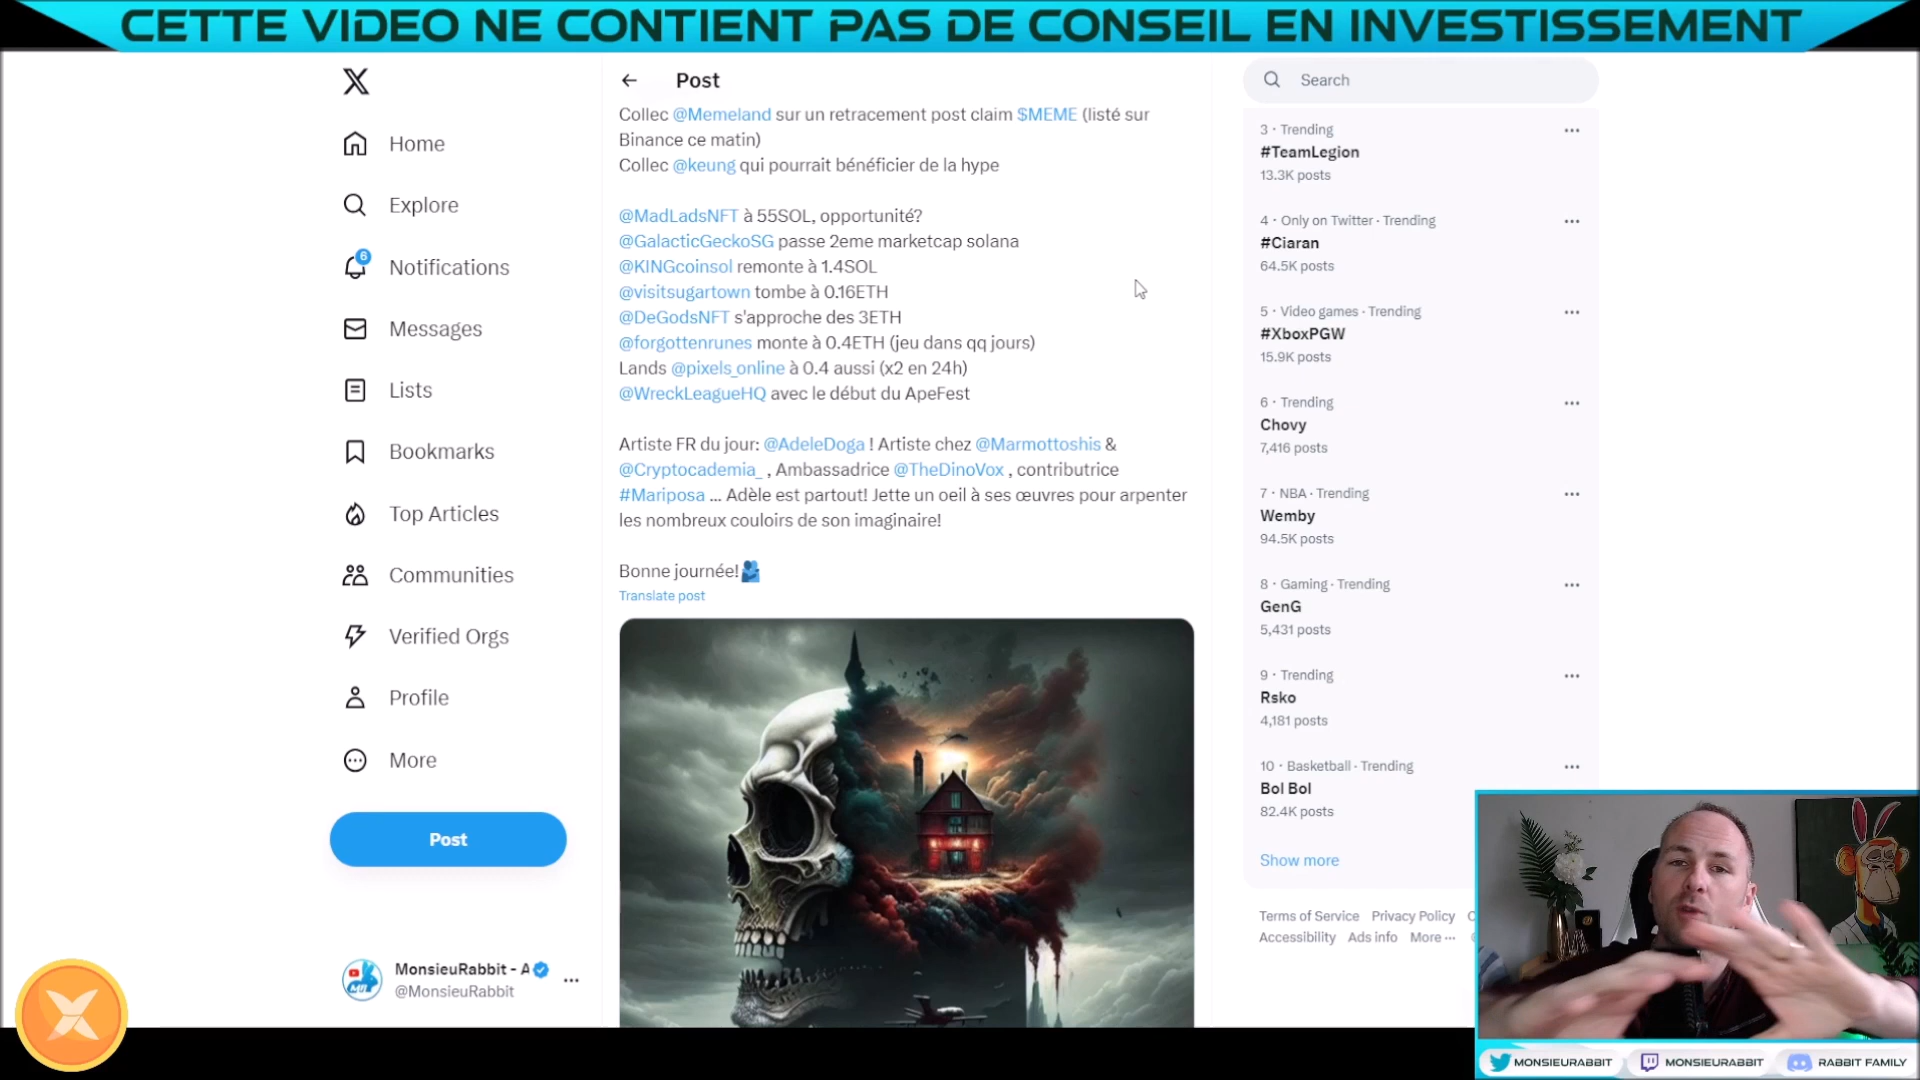 CETTE VIDEO NE CONTIENT PAS DE CONSEIL EN INVESTISSEMENT
Home
Explore
6
Notifications
Messages
Lists
Bookmarks
Top Articles
Communities
Verified Orgs
Profile
More
Post
MonsieuRabbit - A
@MonsieuRabbit
Post
Collec @Memeland sur un retracement post claim $MEME (listé sur
Binance ce matin)
Collec @keung qui pourrait bénéficier de la hype
@MadLadsNFT à 55SOL, opportunité?
@GalacticGeckoSG passe 2eme marketcap solana
@KINGcoinsol remonte à 1.4SOL
@visitsugartown tombe à 0.16ETH
@DeGodsNFT s'approche des 3ETH
@forgottenrunes monte à 0.4ETH (jeu dans qq jours)
Lands @pixels_online à 0.4 aussi (x2 en 24h)
@WreckLeagueHQ avec le début du ApeFest
Artiste FR du jour: @AdeleDoga ! Artiste chez @Marmottoshis &
@Cryptocademia_ , Ambassadrice @TheDinoVox , contributrice
#Mariposa ... Adèle est partout! Jette un oeil à ses œuvres pour arpenter
les nombreux couloirs de son imaginaire!
Bonne journée!
Translate post
Search
3 · Trending
#TeamLegion
13.3K posts
4 · Only on Twitter · Trending
#Ciaran
64.5K posts
5 · Video games · Trending
#XboxPGW
15.9K posts
6 · Trending
Chovy
7,416 posts
7 · NBA · Trending
Wemby
94.5K posts
8 · Gaming · Trending
GenG
5,431 posts
9 · Trending
Rsko
4,181 posts
10 · Basketball · Trending
Bol Bol
82.4K posts
Show more
Terms of Service Privacy Policy C
Accessibility Ads info More ···
MONSIEURABBIT MONSIEURABBIT RABBIT FAMILY